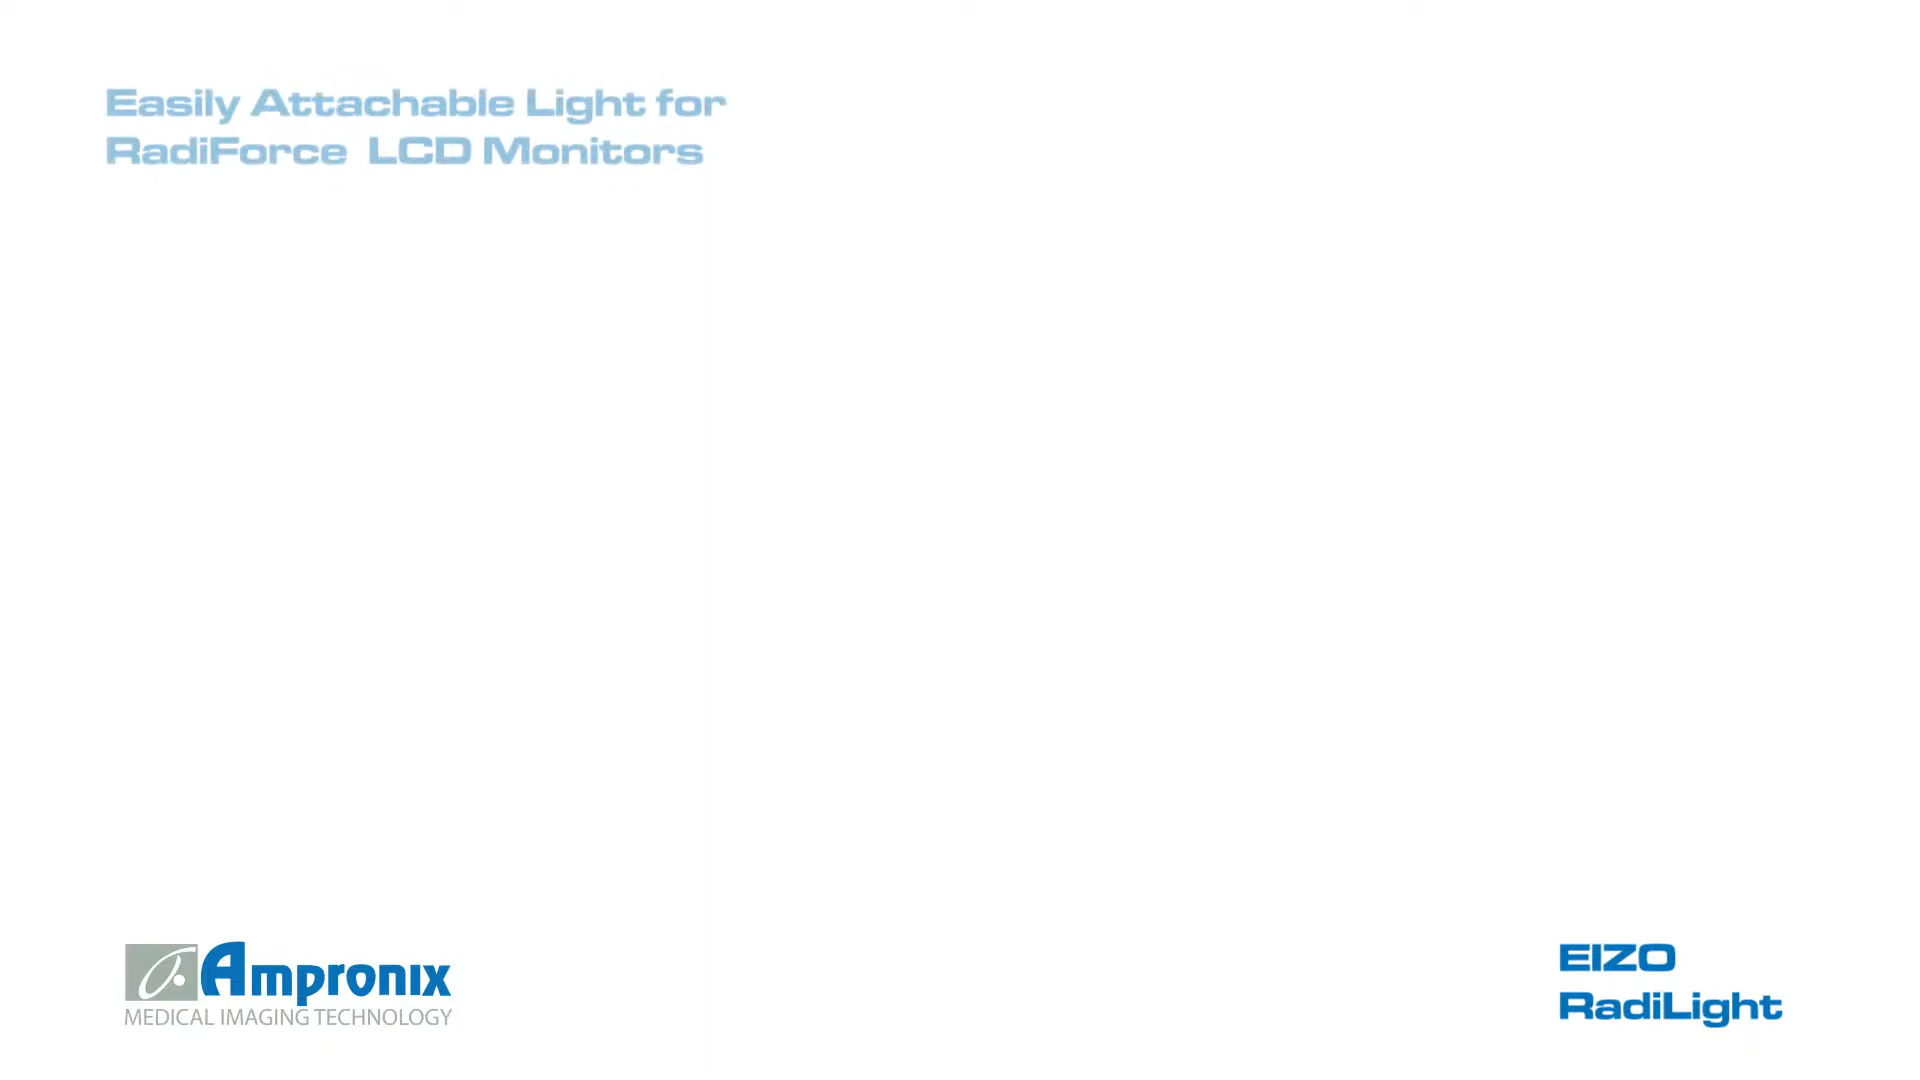 Easily Attachable Light for
RadiForce LCD Monitors
Ampronix
MEDICAL IMAGING TECHNOLOGY
EIZO
RadiLight